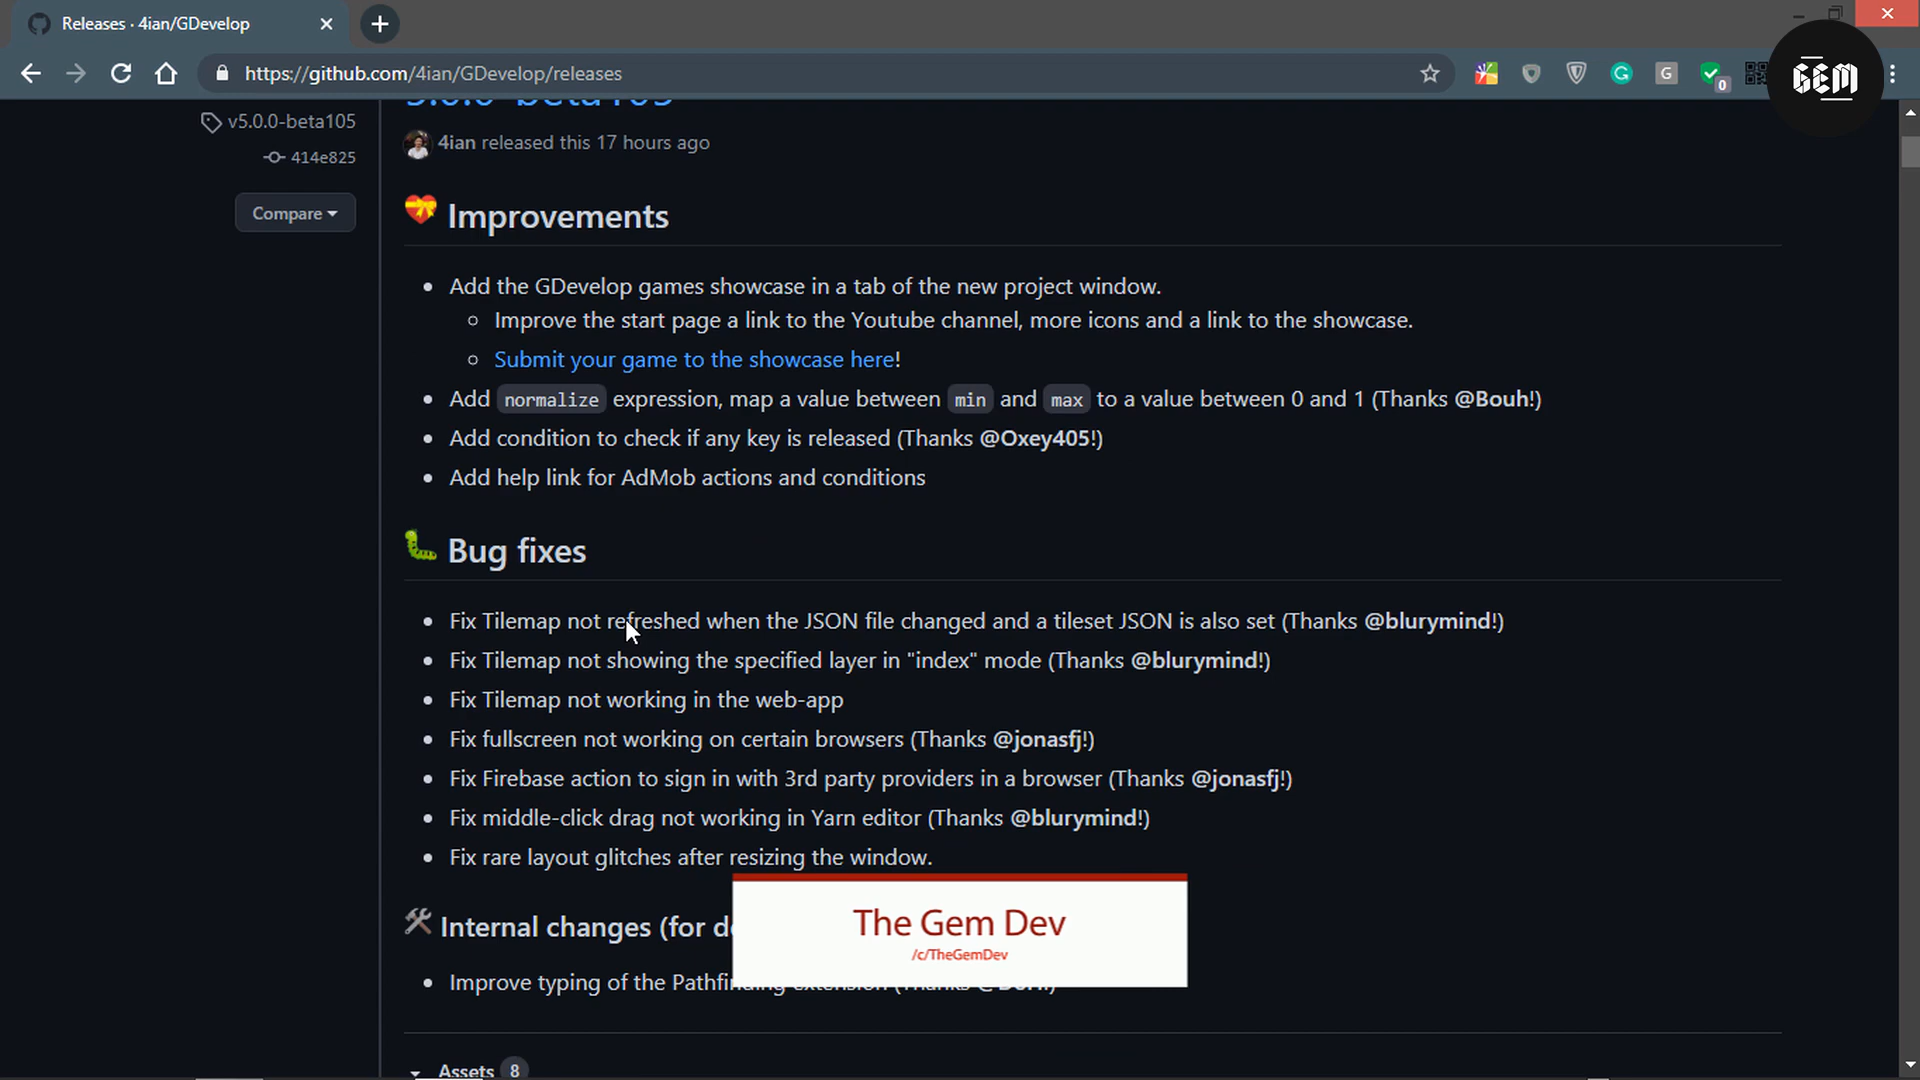 Releases · 4ian/GDevelop
https://github.com/4ian/GDevelop/releases
GEM
G
G
0
5.0.0-beta105
v5.0.0-beta105
414e825
Compare
4ian released this 17 hours ago
Improvements
Add the GDevelop games showcase in a tab of the new project window.
Improve the start page a link to the Youtube channel, more icons and a link to the showcase.
Submit your game to the showcase here!
Add normalize expression, map a value between min and max to a value between 0 and 1 (Thanks @Bouh!)
Add condition to check if any key is released (Thanks @Oxey405!)
Add help link for AdMob actions and conditions
Bug fixes
Fix Tilemap not refreshed when the JSON file changed and a tileset JSON is also set (Thanks @blurymind!)
Fix Tilemap not showing the specified layer in "index" mode (Thanks @blurymind!)
Fix Tilemap not working in the web-app
Fix fullscreen not working on certain browsers (Thanks @jonasfj!)
Fix Firebase action to sign in with 3rd party providers in a browser (Thanks @jonasfj!)
Fix middle-click drag not working in Yarn editor (Thanks @blurymind!)
Fix rare layout glitches after resizing the window.
Internal changes (for
The Gem Dev
/c/TheGemDev
Improve typing of the Pathfinding extension
Assets 8